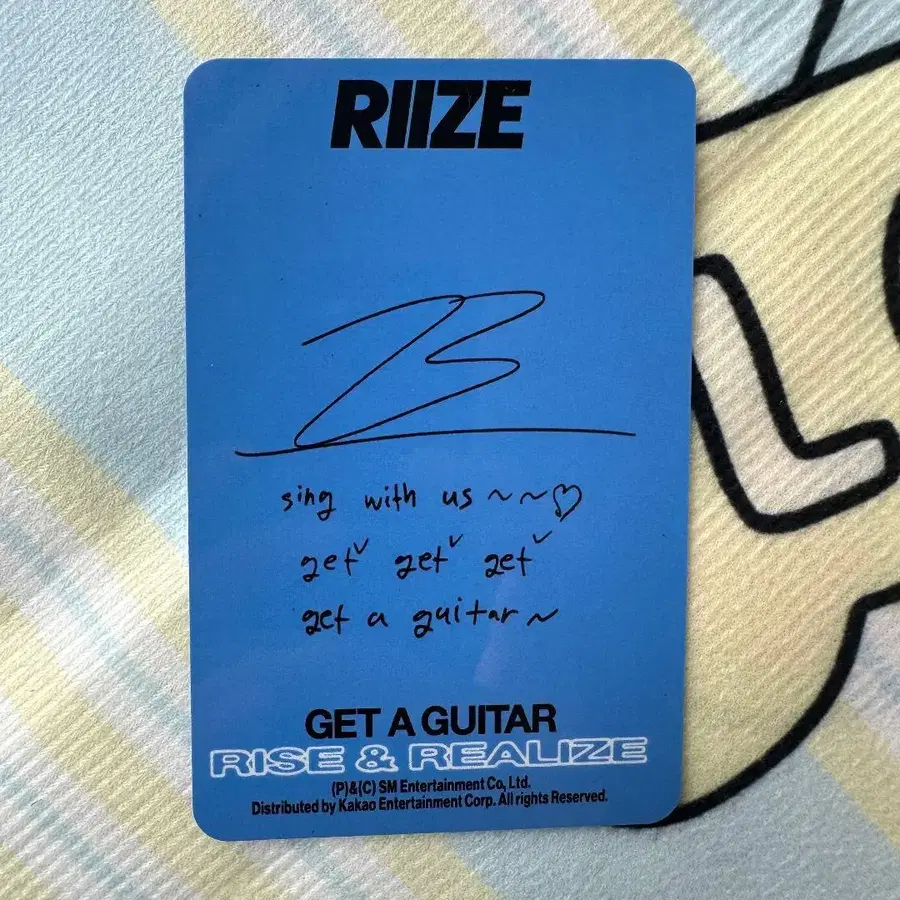 RIIZE
sing with us ~~♡
get✓ get✓ get✓
get a guitar~
GET A GUITAR
RISE & REALIZE
(P)&(C) SM Entertainment Co., Ltd.
Distributed by Kakao Entertainment Corp. All rights Reserved.